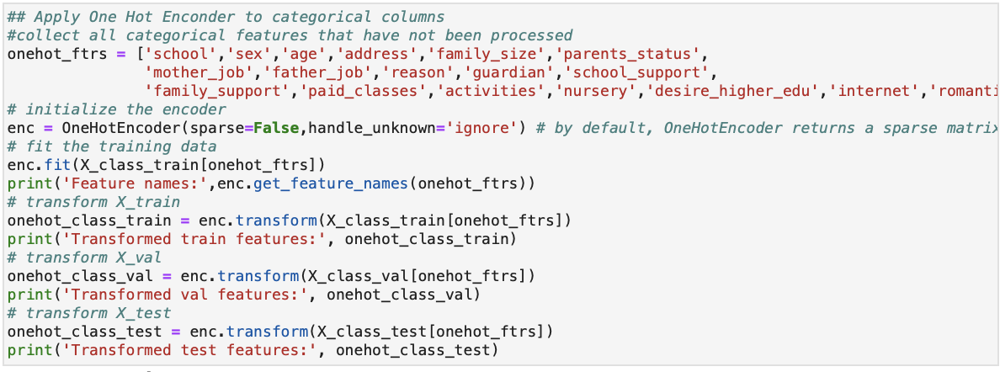 ## Apply One Hot Enconder to categorical columns
#collect all categorical features that have not been processed
onehot_ftrs = ['school','sex','age','address','family_size','parents_status',
'mother_job','father_job','reason','guardian','school_support',
'family_support','paid_classes','activities','nursery','desire_higher_edu','internet','romanti
# initialize the encoder
enc = OneHotEncoder(sparse=False,handle_unknown='ignore') # by default, OneHotEncoder returns a sparse matrix
# fit the training data
enc.fit(X_class_train[onehot_ftrs])
print('Feature names:',enc.get_feature_names(onehot_ftrs))
# transform X_train
onehot_class_train = enc.transform(X_class_train[onehot_ftrs])
print('Transformed train features:', onehot_class_train)
# transform X_val
onehot_class_val = enc.transform(X_class_val[onehot_ftrs])
print('Transformed val features:', onehot_class_val)
# transform X_test
onehot_class_test = enc.transform(X_class_test[onehot_ftrs])
print('Transformed test features:', onehot_class_test)